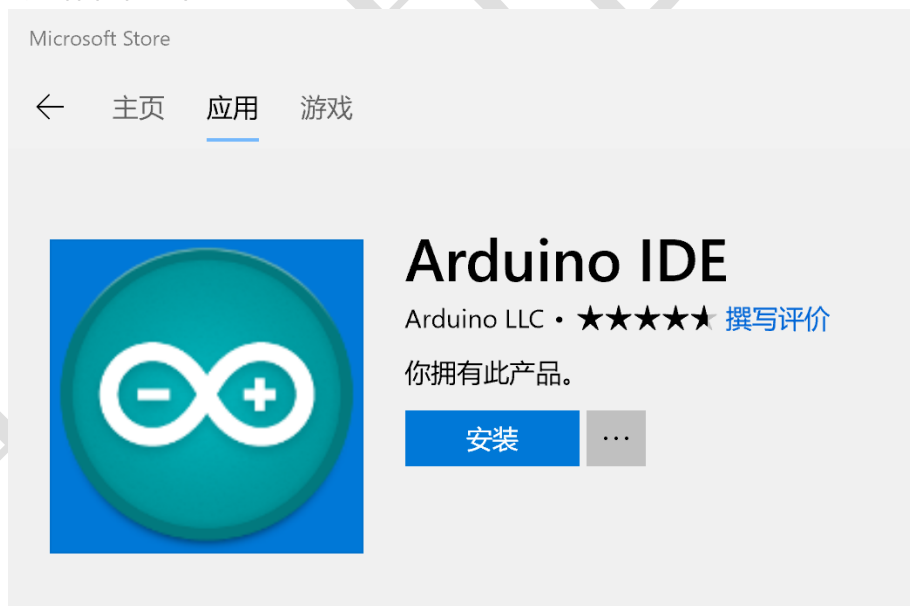 Microsoft Store
主页 应用 游戏
Arduino IDE
Arduino LLC • ★★★★★ 撰写评价
你拥有此产品。
安装 ···